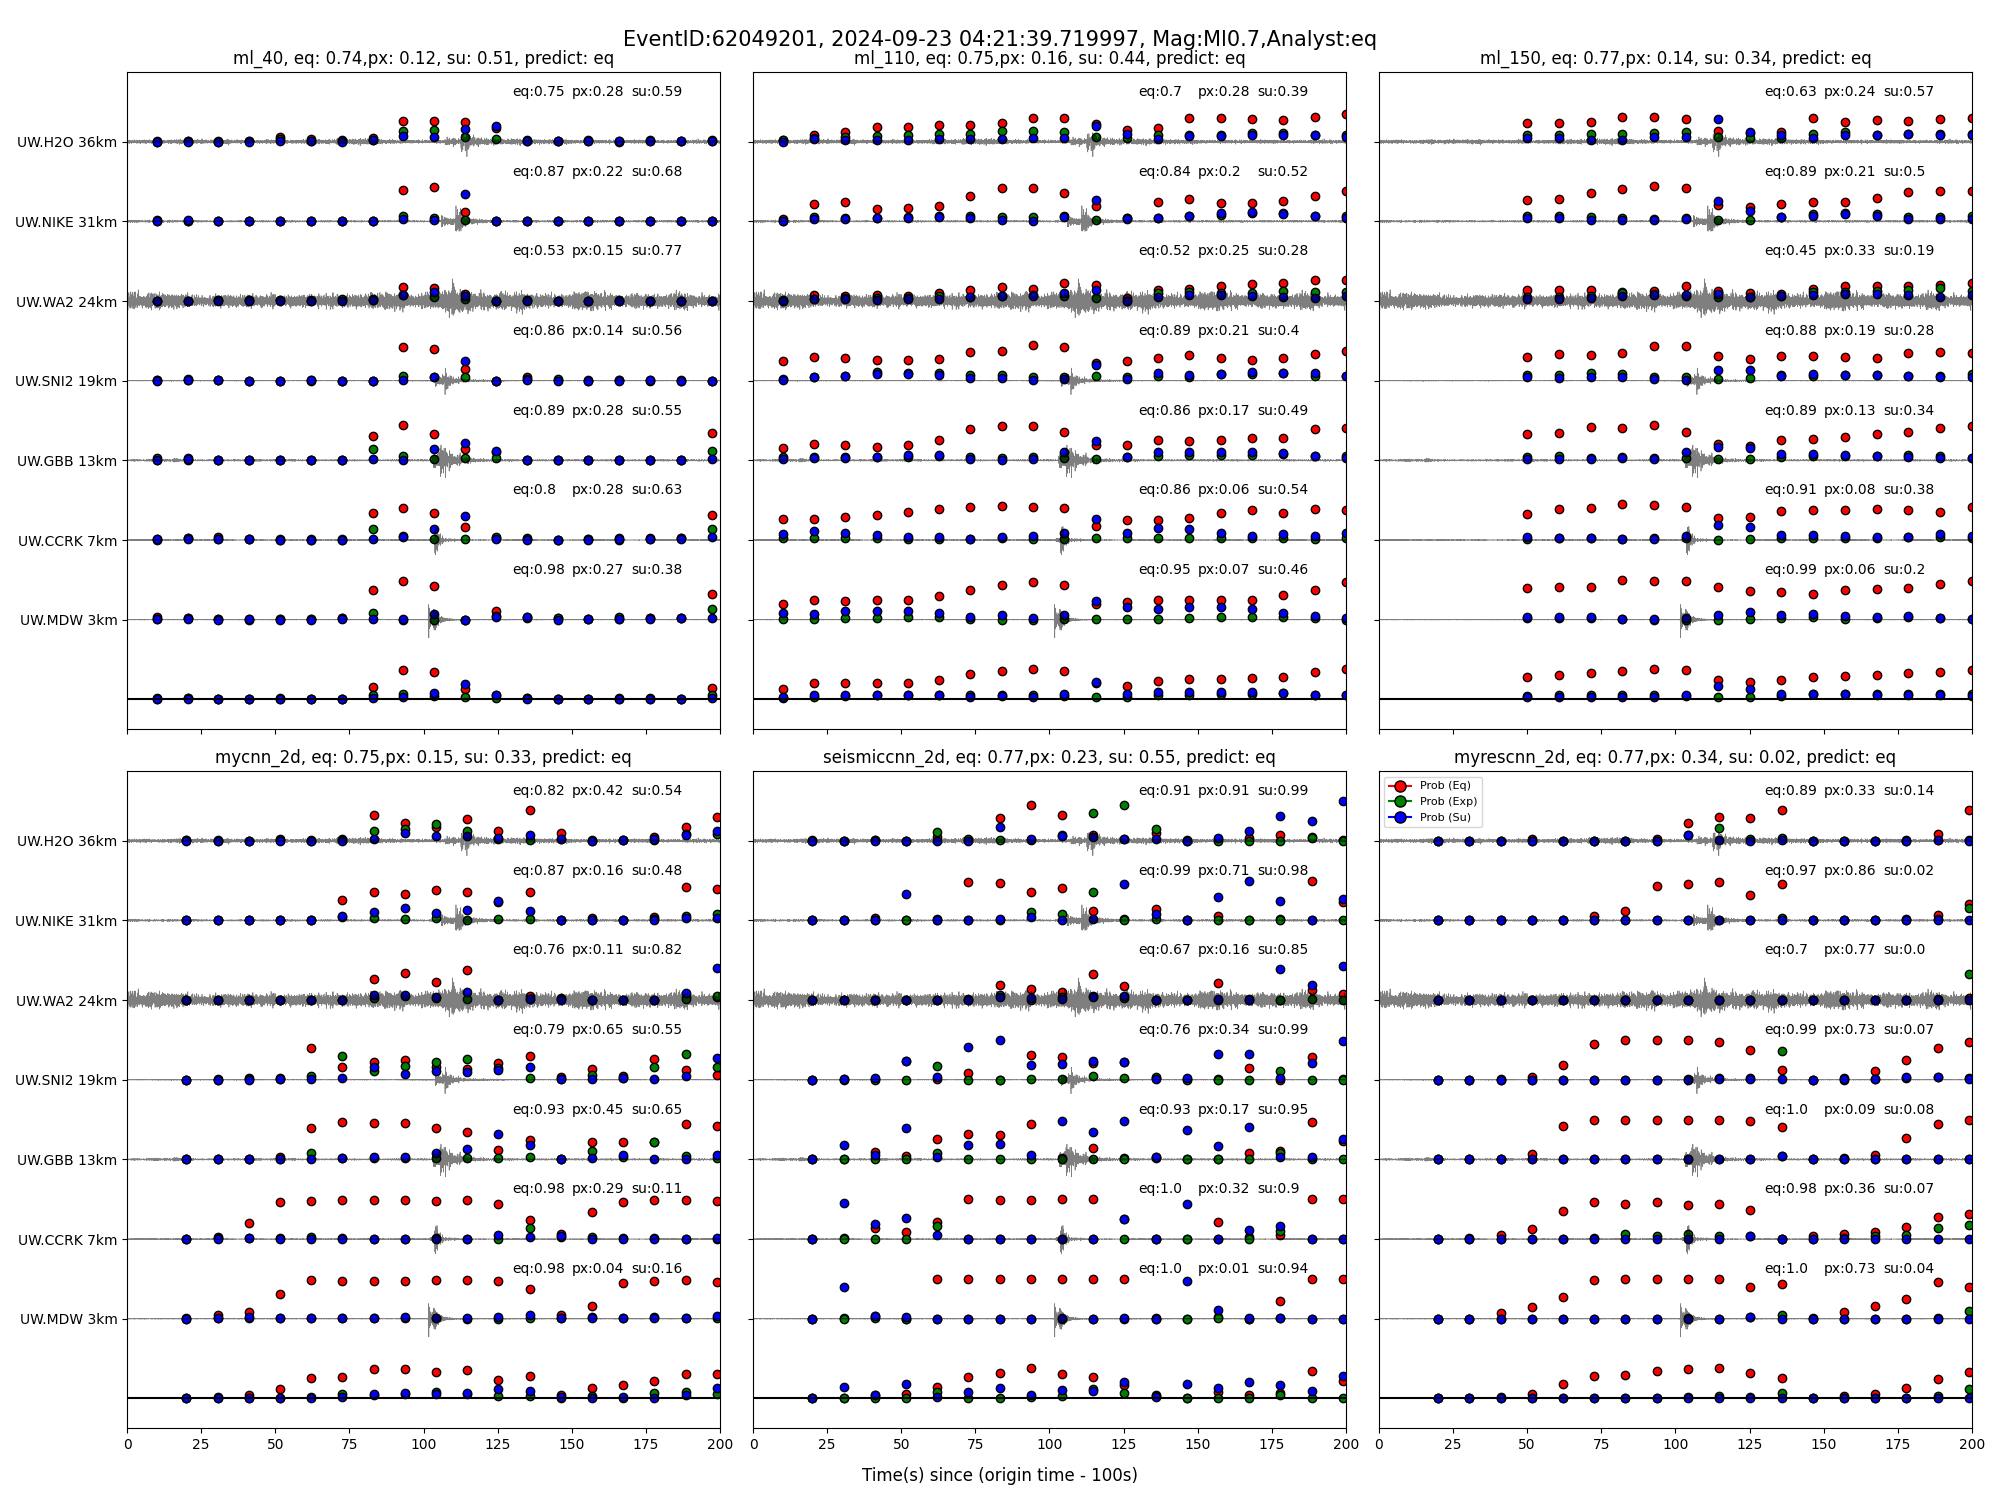 EventID:62049201, 2024-09-23 04:21:39.719997, Mag:Ml0.7,Analyst:eq
ml_40, eq: 0.74,px: 0.12, su: 0.51, predict: eq
eq:0.75 px:0.28 su:0.59
UW.H2O 36km
eq:0.87 px:0.22 su:0.68
UW.NIKE 31km
eq:0.53 px:0.15 su:0.77
UW.WA2 24km
eq:0.86 px:0.14 su:0.56
UW.SNI2 19km
eq:0.89 px:0.28 su:0.55
UW.GBB 13km
eq:0.8 px:0.28 su:0.63
UW.CCRK 7km
eq:0.98 px:0.27 su:0.38
UW.MDW 3km
ml_110, eq: 0.75,px: 0.16, su: 0.44, predict: eq
eq:0.7 px:0.28 su:0.39
eq:0.84 px:0.2 su:0.52
eq:0.52 px:0.25 su:0.28
eq:0.89 px:0.21 su:0.4
eq:0.86 px:0.17 su:0.49
eq:0.86 px:0.06 su:0.54
eq:0.95 px:0.07 su:0.46
ml_150, eq: 0.77,px: 0.14, su: 0.34, predict: eq
eq:0.63 px:0.24 su:0.57
eq:0.89 px:0.21 su:0.5
eq:0.45 px:0.33 su:0.19
eq:0.88 px:0.19 su:0.28
eq:0.89 px:0.13 su:0.34
eq:0.91 px:0.08 su:0.38
eq:0.99 px:0.06 su:0.2
mycnn_2d, eq: 0.75,px: 0.15, su: 0.33, predict: eq
eq:0.82 px:0.42 su:0.54
UW.H2O 36km
eq:0.87 px:0.16 su:0.48
UW.NIKE 31km
eq:0.76 px:0.11 su:0.82
UW.WA2 24km
eq:0.79 px:0.65 su:0.55
UW.SNI2 19km
eq:0.93 px:0.45 su:0.65
UW.GBB 13km
eq:0.98 px:0.29 su:0.11
UW.CCRK 7km
eq:0.98 px:0.04 su:0.16
UW.MDW 3km
0 25 50 75 100 125 150 175 200
seismiccnn_2d, eq: 0.77,px: 0.23, su: 0.55, predict: eq
eq:0.91 px:0.91 su:0.99
eq:0.99 px:0.71 su:0.98
eq:0.67 px:0.16 su:0.85
eq:0.76 px:0.34 su:0.99
eq:0.93 px:0.17 su:0.95
eq:1.0 px:0.32 su:0.9
eq:1.0 px:0.01 su:0.94
0 25 50 75 100 125 150 175 200
myrescnn_2d, eq: 0.77,px: 0.34, su: 0.02, predict: eq
Prob (Eq)
Prob (Exp)
Prob (Su)
eq:0.89 px:0.33 su:0.14
eq:0.97 px:0.86 su:0.02
eq:0.7 px:0.77 su:0.0
eq:0.99 px:0.73 su:0.07
eq:1.0 px:0.09 su:0.08
eq:0.98 px:0.36 su:0.07
eq:1.0 px:0.73 su:0.04
0 25 50 75 100 125 150 175 200
Time(s) since (origin time - 100s)